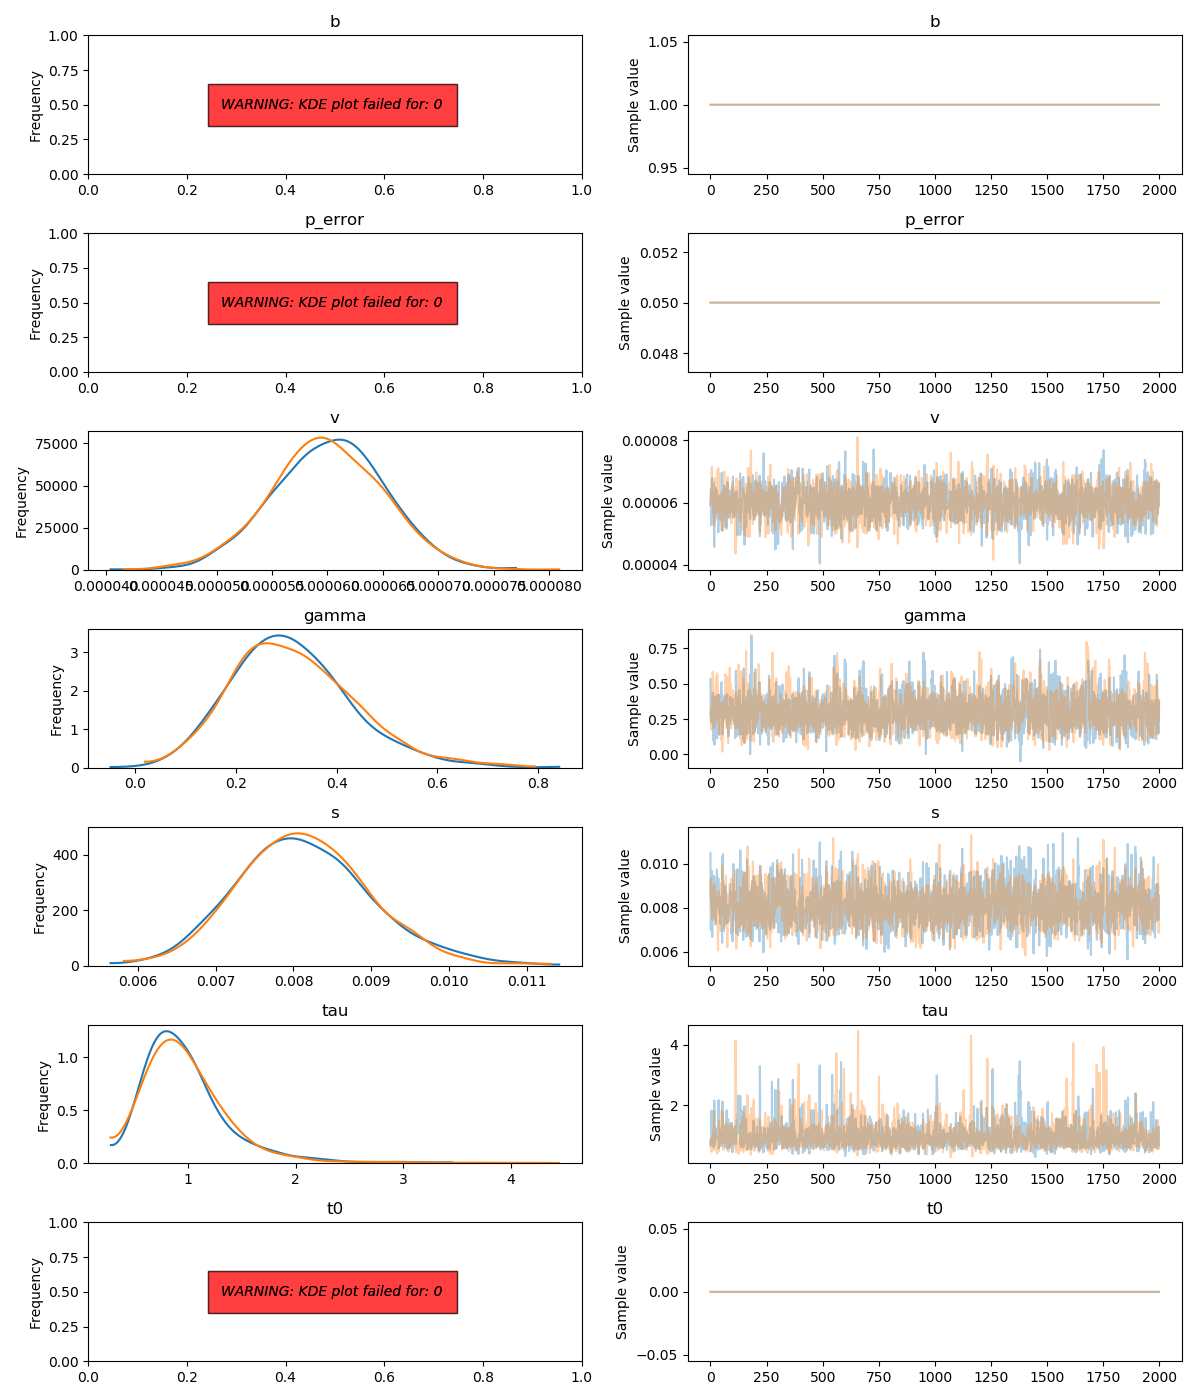 b
1.00
0.75
0.50
0.25
0.00
Frequency
WARNING: KDE plot failed for: 0
0.0 0.2 0.4 0.6 0.8 1.0
b
1.05
1.00
0.95
Sample value
0 250 500 750 1000 1250 1500 1750 2000
p_error
1.00
0.75
0.50
0.25
0.00
Frequency
WARNING: KDE plot failed for: 0
0.0 0.2 0.4 0.6 0.8 1.0
p_error
0.052
0.050
0.048
Sample value
0 250 500 750 1000 1250 1500 1750 2000
v
75000
50000
25000
0
Frequency
0.000040 0.000045 0.000050 0.000055 0.000060 0.000065 0.000070 0.000075 0.000080
v
0.00008
0.00006
0.00004
Sample value
0 250 500 750 1000 1250 1500 1750 2000
gamma
3
2
1
0
Frequency
0.0 0.2 0.4 0.6 0.8
gamma
0.75
0.50
0.25
0.00
Sample value
0 250 500 750 1000 1250 1500 1750 2000
s
400
200
0
Frequency
0.006 0.007 0.008 0.009 0.010 0.011
s
0.010
0.008
0.006
Sample value
0 250 500 750 1000 1250 1500 1750 2000
tau
1.0
0.5
0.0
Frequency
1 2 3 4
tau
4
2
Sample value
0 250 500 750 1000 1250 1500 1750 2000
t0
1.00
0.75
0.50
0.25
0.00
Frequency
WARNING: KDE plot failed for: 0
0.0 0.2 0.4 0.6 0.8 1.0
t0
0.05
0.00
−0.05
Sample value
0 250 500 750 1000 1250 1500 1750 2000